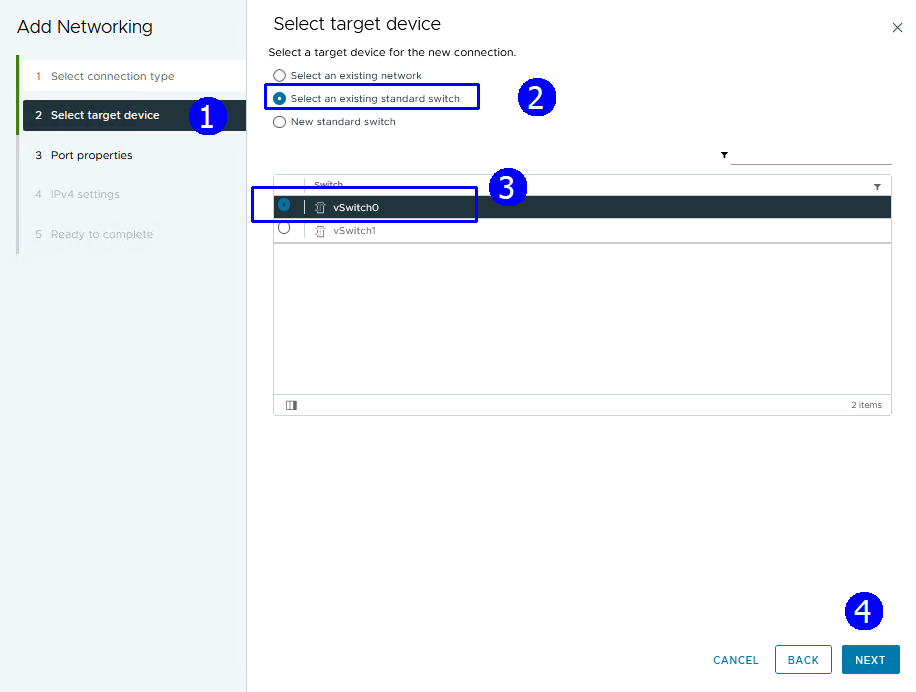 Add Networking
1 Select connection type
2 Select target device
1
3 Port properties
4 IPv4 settings
5 Ready to complete
Select target device
Select a target device for the new connection.
Select an existing network
Select an existing standard switch
2
New standard switch
Switch
3
vSwitch0
vSwitch1
2 items
4
CANCEL
BACK
NEXT